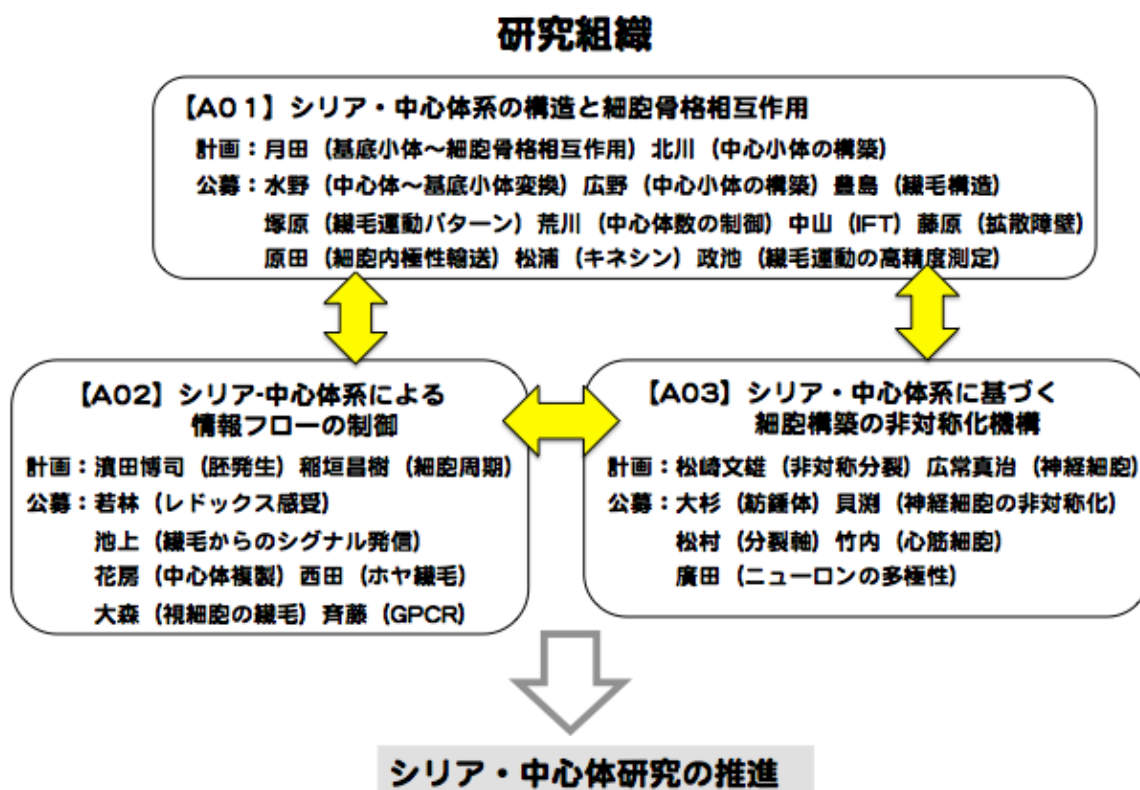 研究組織
【A01】シリア・中心体系の構造と細胞骨格相互作用
計画：月田（基底小体～細胞骨格相互作用）北川（中心小体の構築）
公募：水野（中心体～基底小体変換）広野（中心小体の構築）豊島（繊毛構造）
塚原（繊毛運動パターン）荒川（中心体数の制御）中山（IFT）藤原（拡散障壁）
原田（細胞内極性輸送）松浦（キネシン）政池（繊毛運動の高精度測定）
【A02】シリア-中心体系による
情報フローの制御
計画：濱田博司（胚発生）稲垣昌樹（細胞周期）
公募：若林（レドックス感受）
池上（繊毛からのシグナル発信）
花房（中心体複製）西田（ホヤ繊毛）
大森（視細胞の繊毛）斉藤（GPCR）
【A03】シリア・中心体系に基づく
細胞構築の非対称化機構
計画：松崎文雄（非対称分裂）広常真治（神経細胞）
公募：大杉（紡錘体）貝渕（神経細胞の非対称化）
松村（分裂軸）竹内（心筋細胞）
廣田（ニューロンの多極性）
シリア・中心体研究の推進